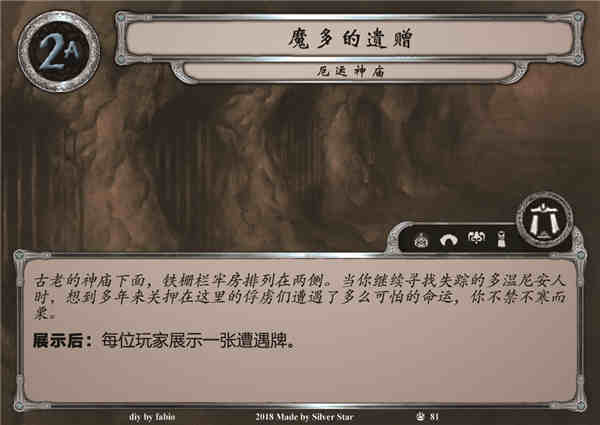 2A
魔多的遺赠
厄运神庙
古老的神庙下面，铁栅栏牢房排列在两侧。当你继续寻找失踪的多温尼安人
时，想到多年来关押在这里的俘虏们遭遇了多么可怕的命运，你不禁不寒而
栗。
展示后：每位玩家展示一张遭遇牌。
diy by fabio 2018 Made by Silver Star 81